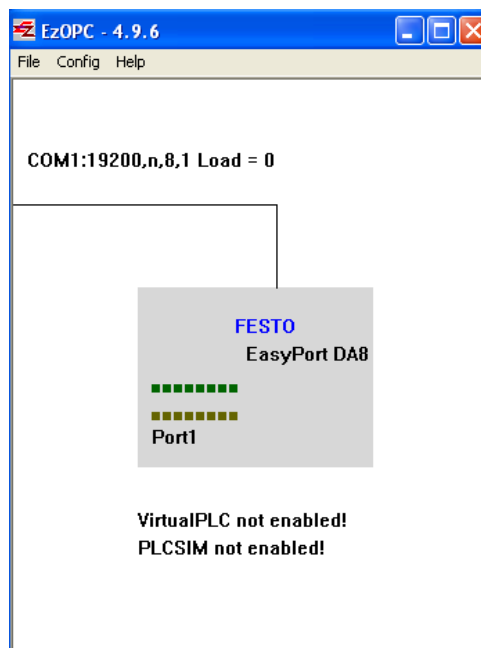 EzOPC - 4.9.6
File Config Help
COM1:19200,n,8,1 Load = 0
FESTO
EasyPort DA8
Port1
VirtualPLC not enabled!
PLCSIM not enabled!